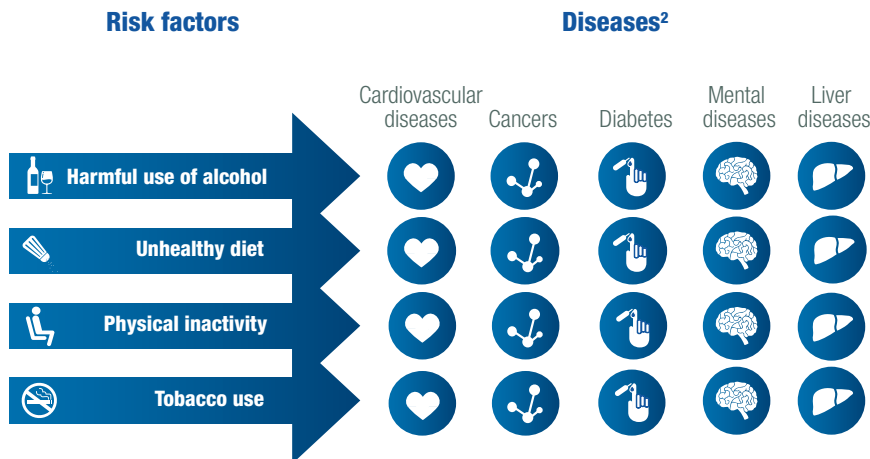 Risk factors
Diseases²
Cardiovascular
diseases
Cancers
Diabetes
Mental
diseases
Liver
diseases
Harmful use of alcohol
Unhealthy diet
Physical inactivity
Tobacco use